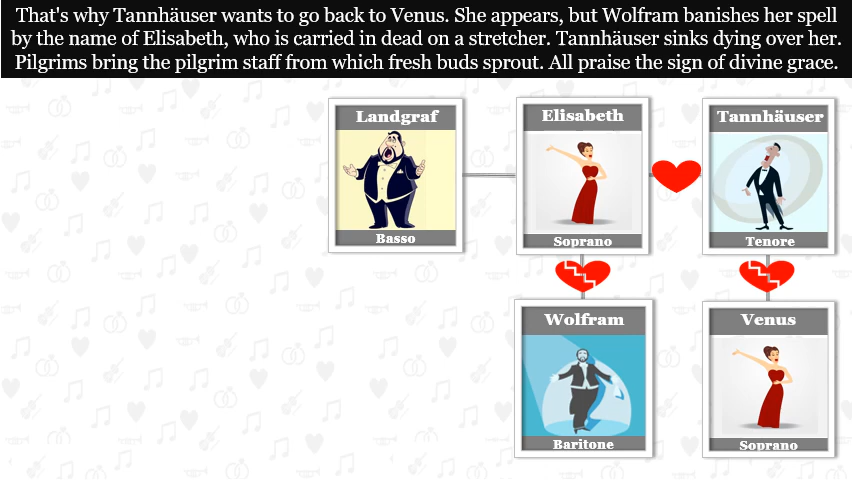 That's why Tannhäuser wants to go back to Venus. She appears, but Wolfram banishes her spell
by the name of Elisabeth, who is carried in dead on a stretcher. Tannhäuser sinks dying over her.
Pilgrims bring the pilgrim staff from which fresh buds sprout. All praise the sign of divine grace.
Landgraf
Basso
Elisabeth
Soprano
Tannhäuser
Tenore
Wolfram
Baritone
Venus
Soprano